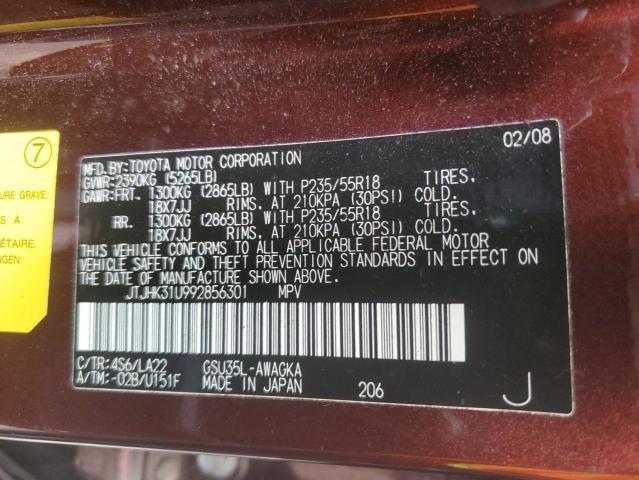 02/08
MFD. BY: TOYOTA MOTOR CORPORATION
GVWR: 2390KG (5265LB)
GAWR: FRT. 1300KG (2865LB) WITH P235/55R18 TIRES.
18X7JJ RIMS. AT 210KPA (30PSI) COLD.
RR. 1300KG (2865LB) WITH P235/55R18 TIRES.
18X7JJ RIMS. AT 210KPA (30PSI) COLD.
THIS VEHICLE CONFORMS TO ALL APPLICABLE FEDERAL MOTOR
VEHICLE SAFETY AND THEFT PREVENTION STANDARDS IN EFFECT ON
THE DATE OF MANUFACTURE SHOWN ABOVE.
JTJHK31U992856301 MPV
C/TR: 4S6/LA22 GSU35L-AWAGKA
A/TM: -02B/U151F MADE IN JAPAN 206 J
7
URE GRAVE.
S À
ÉTAIRE.
NGEN: